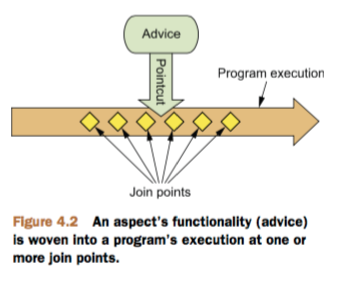 Advice
Pointcut
Program execution
Join points
Figure 4.2 An aspect's functionality (advice)
is woven into a program's execution at one or
more join points.